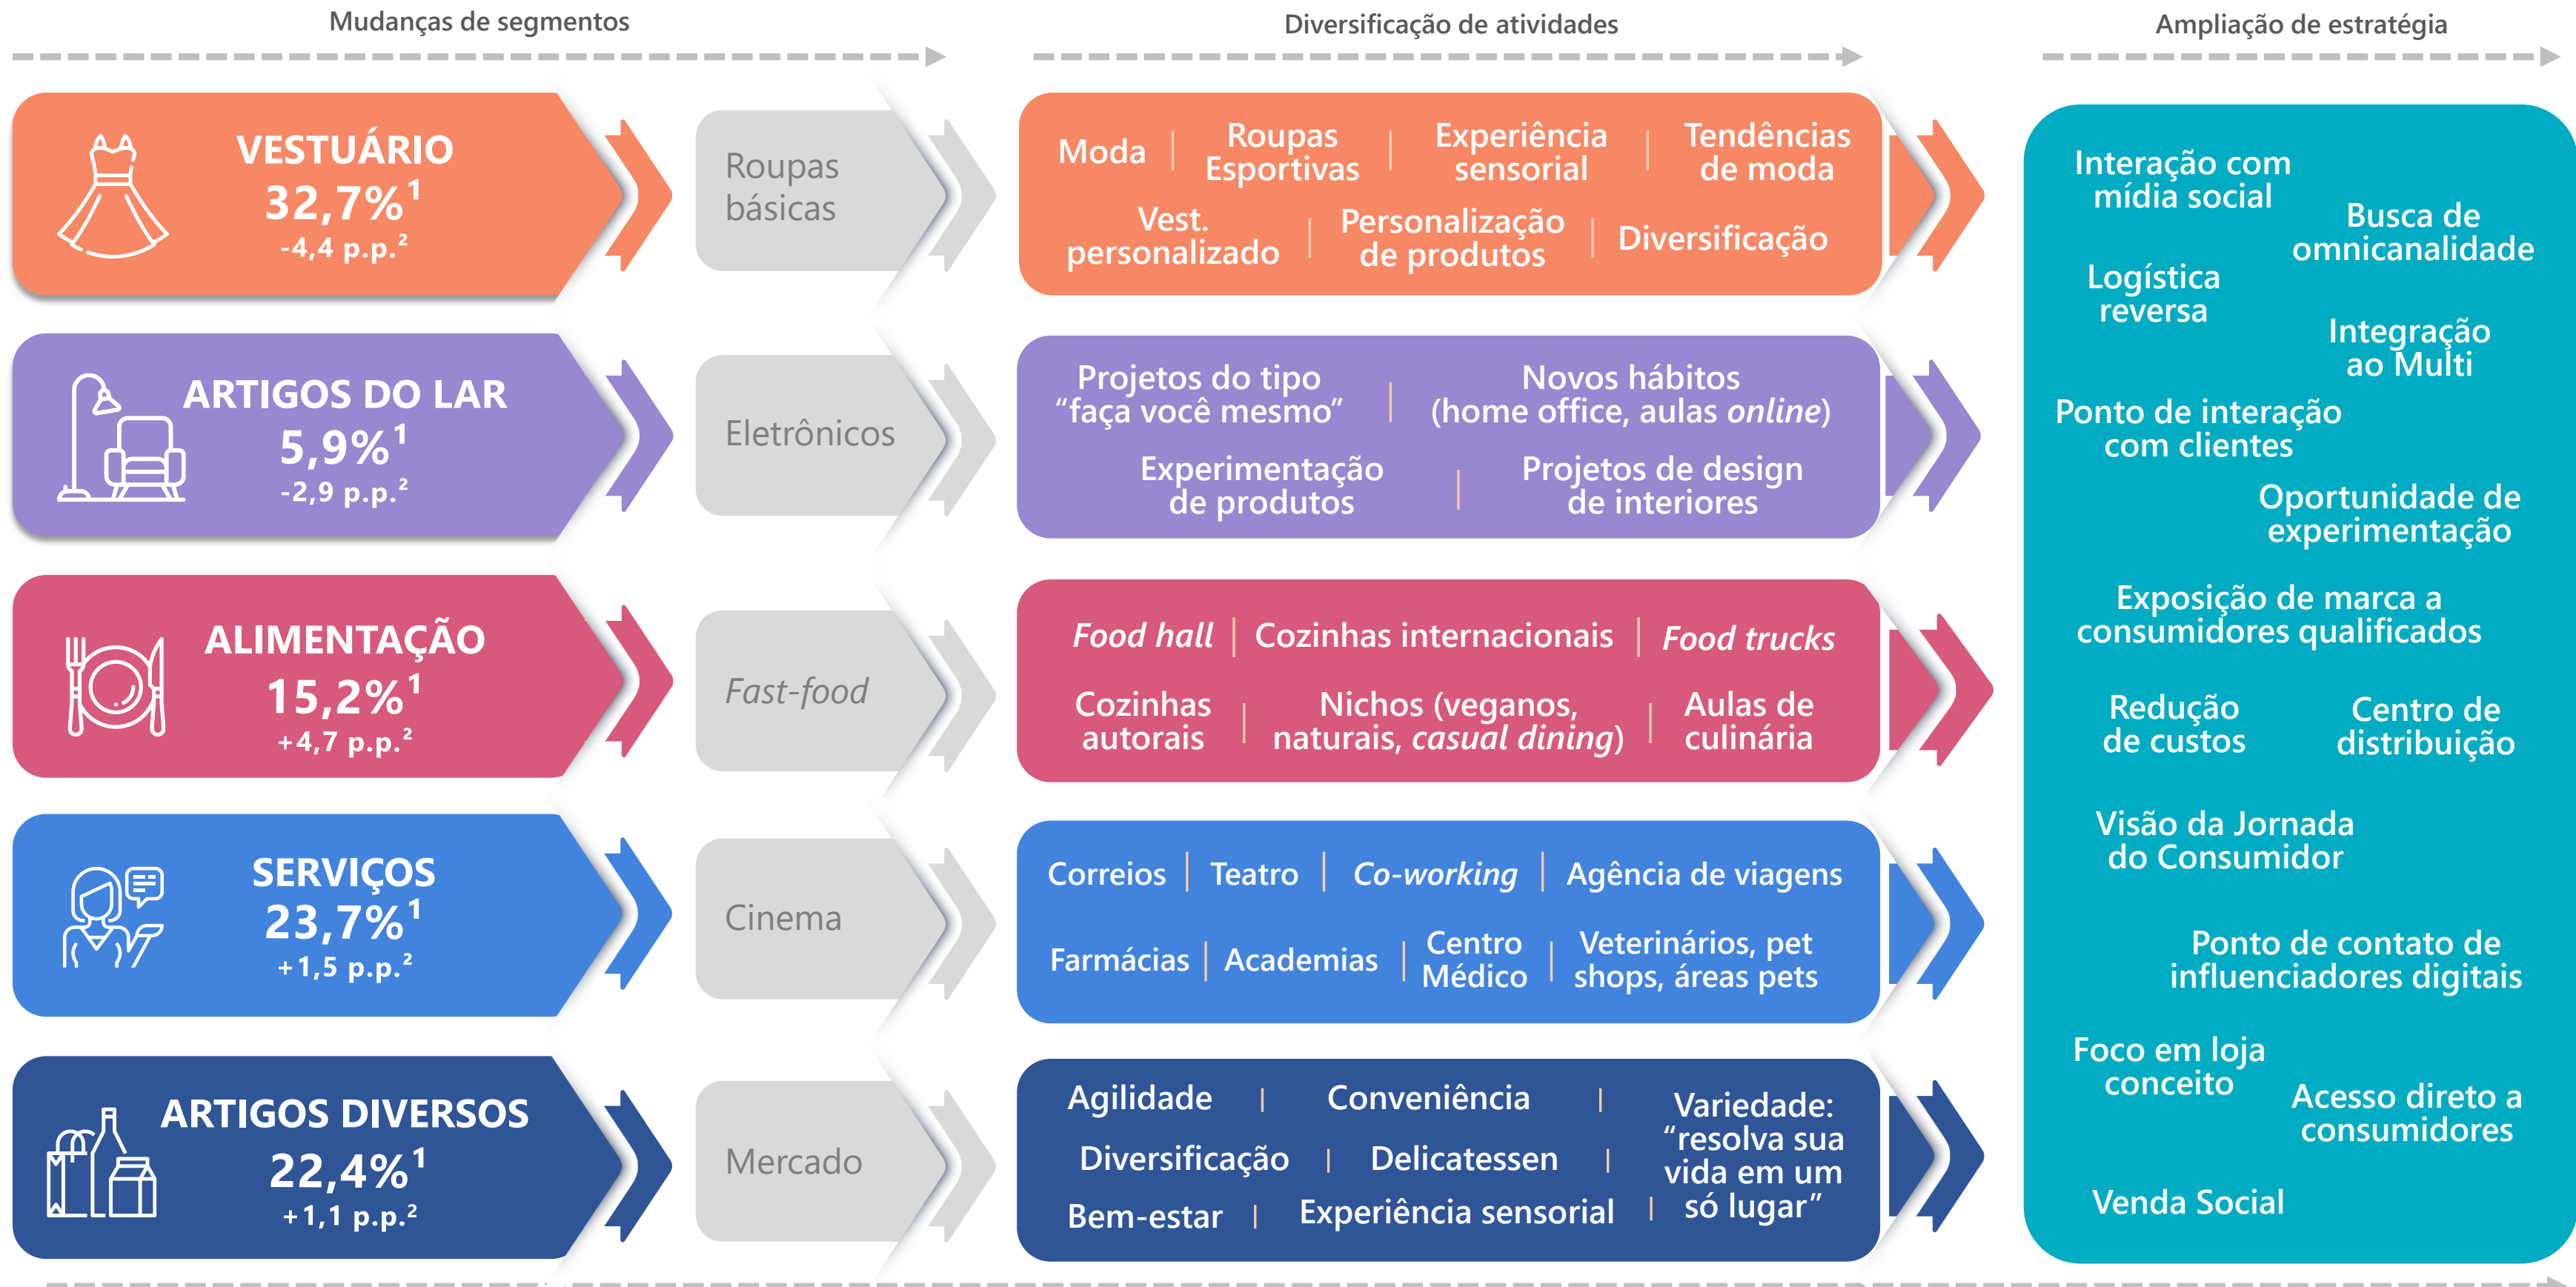 Mudanças de segmentos
Diversificação de atividades
Ampliação de estratégia
VESTUÁRIO
32,7%¹
-4,4 p.p.²
Roupas
básicas
Moda | Roupas
Esportivas | Experiência
sensorial | Tendências
de moda
Vest.
personalizado | Personalização
de produtos | Diversificação
ARTIGOS DO LAR
5,9%¹
-2,9 p.p.²
Eletrônicos
Projetos do tipo
“faça você mesmo” | Novos hábitos
(home office, aulas online)
Experimentação
de produtos | Projetos de design
de interiores
ALIMENTAÇÃO
15,2%¹
+4,7 p.p.²
Fast-food
Food hall | Cozinhas internacionais | Food trucks
Cozinhas
autorais | Nichos (veganos,
naturais, casual dining) | Aulas de
culinária
SERVIÇOS
23,7%¹
+1,5 p.p.²
Cinema
Correios | Teatro | Co-working | Agência de viagens
Farmácias | Academias | Centro
Médico | Veterinários, pet
shops, áreas pets
ARTIGOS DIVERSOS
22,4%¹
+1,1 p.p.²
Mercado
Agilidade | Conveniência |
Diversificação | Delicatessen |
Bem-estar | Experiência sensorial |
Variedade:
“resolva sua
vida em um
só lugar”
Interação com
mídia social
Busca de
omnicanalidade
Logística
reversa
Integração
ao Multi
Ponto de interação
com clientes
Oportunidade de
experimentação
Exposição de marca a
consumidores qualificados
Redução
de custos
Centro de
distribuição
Visão da Jornada
do Consumidor
Ponto de contato de
influenciadores digitais
Foco em loja
conceito
Acesso direto a
consumidores
Venda Social